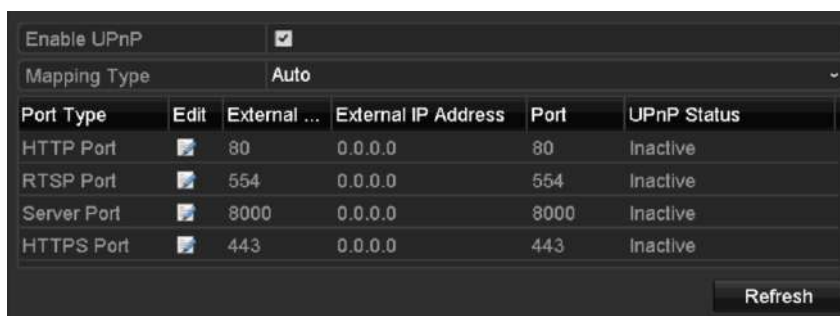 Enable UPnP
Mapping Type Auto
Port Type Edit External ... External IP Address Port UPnP Status
HTTP Port 80 0.0.0.0 80 Inactive
RTSP Port 554 0.0.0.0 554 Inactive
Server Port 8000 0.0.0.0 8000 Inactive
HTTPS Port 443 0.0.0.0 443 Inactive
Refresh